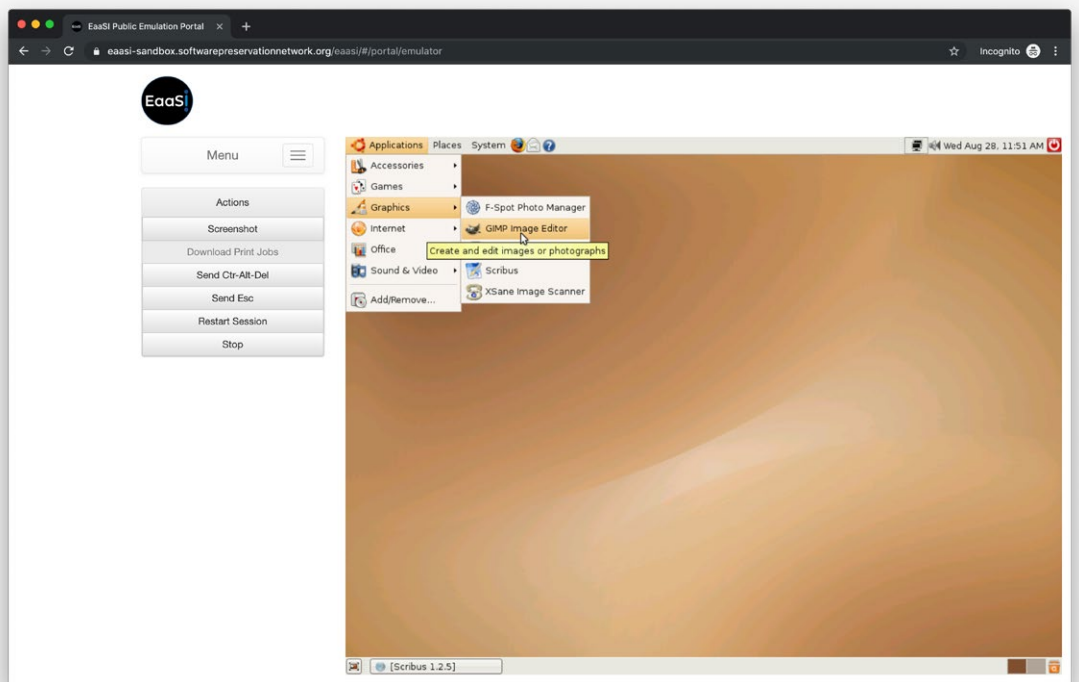 EaaSI Public Emulation Portal
eaasi-sandbox.softwarepreservationnetwork.org/eaasi/#/portal/emulator
Incognito
EaaSI
Menu
Actions
Screenshot
Download Print Jobs
Send Ctr-Alt-Del
Send Esc
Restart Session
Stop
Applications Places System
Wed Aug 28, 11:51 AM
Accessories
Games
Graphics
Internet
Office
Sound & Video
Add/Remove...
F-Spot Photo Manager
GIMP Image Editor
Create and edit images or photographs
Scribus
XSane Image Scanner
[Scribus 1.2.5]